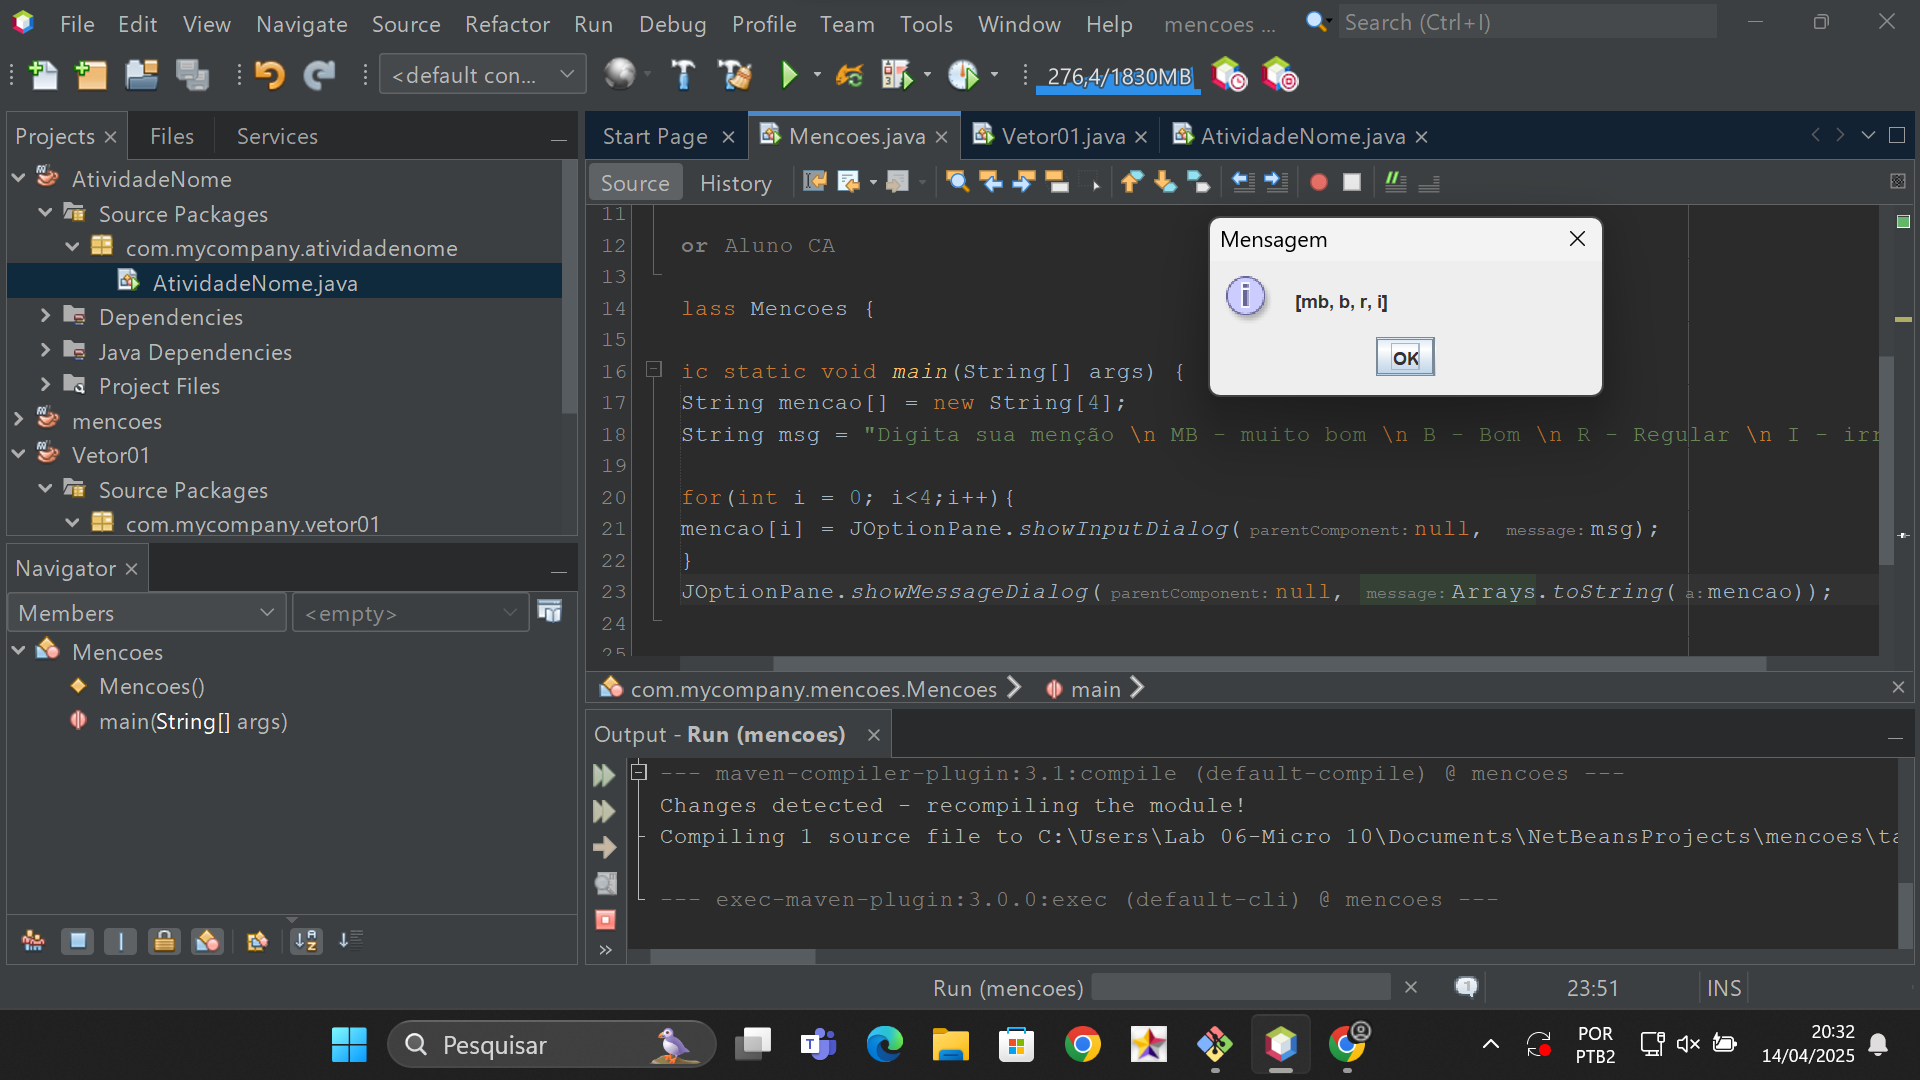 File Edit View Navigate Source Refactor Run Debug Profile Team Tools Window Help mencoes ... Search (Ctrl+I)
<default con... 276,4/1830MB
Projects Files Services
AtividadeNome
Source Packages
com.mycompany.atividadenome
AtividadeNome.java
Dependencies
Java Dependencies
Project Files
mencoes
Vetor01
Source Packages
com.mycompany.vetor01
Navigator
Members <empty>
Mencoes
Mencoes()
main(String[] args)
Start Page Mencoes.java Vetor01.java AtividadeNome.java
Source History
11
12 or Aluno CA
13
14 lass Mencoes {
15
16 ic static void main(String[] args) {
17 String mencao[] = new String[4];
18 String msg = "Digita sua menção \n MB - muito bom \n B - Bom \n R - Regular \n I - irr
19
20 for(int i = 0; i<4;i++){
21 mencao[i] = JOptionPane.showInputDialog( parentComponent: null, message: msg);
22 }
23 JOptionPane.showMessageDialog( parentComponent: null, message: Arrays.toString( a: mencao));
24
25
Mensagem
[mb, b, r, i]
OK
com.mycompany.mencoes.Mencoes main
Output - Run (mencoes)
--- maven-compiler-plugin:3.1:compile (default-compile) @ mencoes ---
Changes detected - recompiling the module!
Compiling 1 source file to C:\Users\Lab 06-Micro 10\Documents\NetBeansProjects\mencoes\ta
--- exec-maven-plugin:3.0.0:exec (default-cli) @ mencoes ---
Run (mencoes) 1 23:51 INS
Pesquisar
POR
PTB2
20:32
14/04/2025